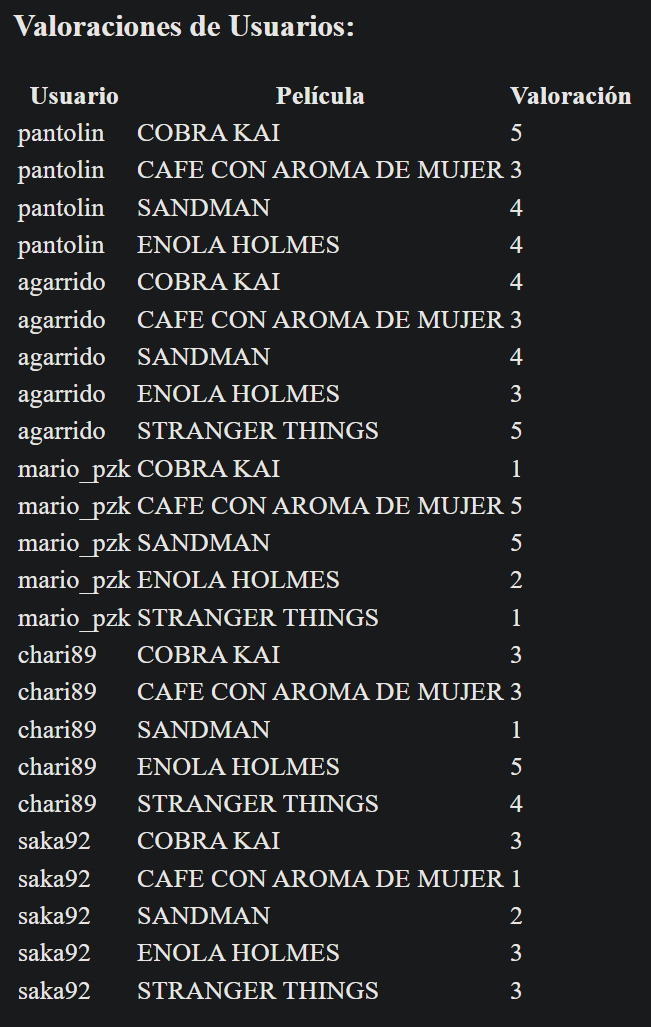 Valoraciones de Usuarios:
Usuario Película Valoración
pantolin COBRA KAI 5
pantolin CAFE CON AROMA DE MUJER 3
pantolin SANDMAN 4
pantolin ENOLA HOLMES 4
agarrido COBRA KAI 4
agarrido CAFE CON AROMA DE MUJER 3
agarrido SANDMAN 4
agarrido ENOLA HOLMES 3
agarrido STRANGER THINGS 5
mario_pzk COBRA KAI 1
mario_pzk CAFE CON AROMA DE MUJER 5
mario_pzk SANDMAN 5
mario_pzk ENOLA HOLMES 2
mario_pzk STRANGER THINGS 1
chari89 COBRA KAI 3
chari89 CAFE CON AROMA DE MUJER 3
chari89 SANDMAN 1
chari89 ENOLA HOLMES 5
chari89 STRANGER THINGS 4
saka92 COBRA KAI 3
saka92 CAFE CON AROMA DE MUJER 1
saka92 SANDMAN 2
saka92 ENOLA HOLMES 3
saka92 STRANGER THINGS 3